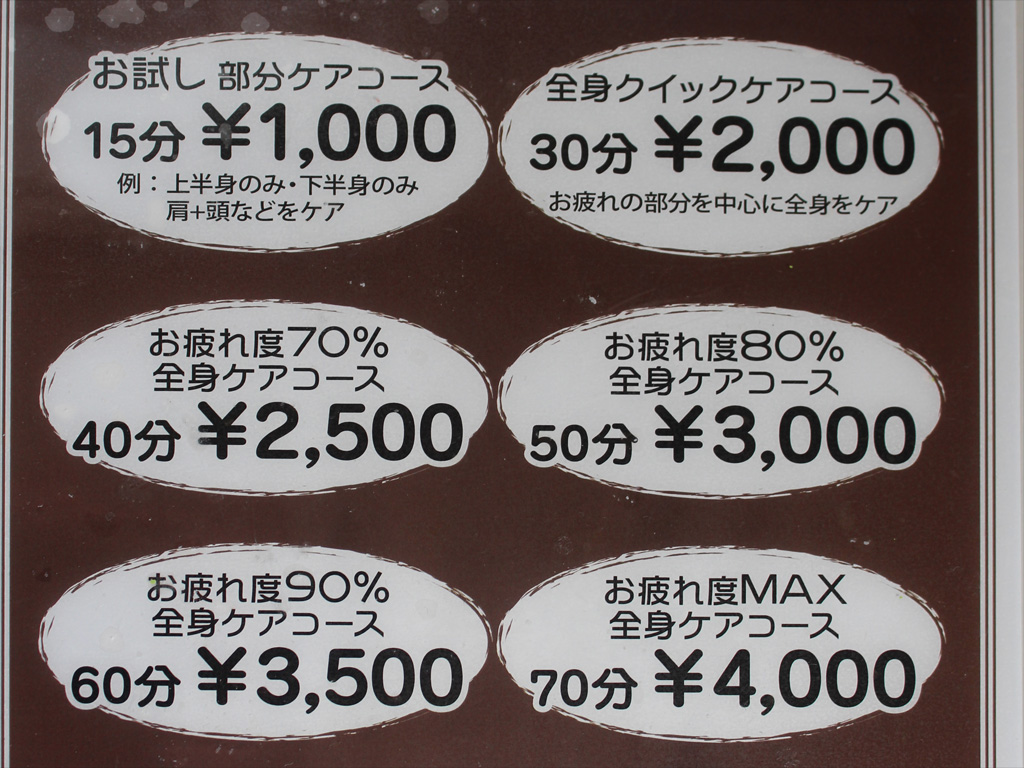 お試し 部分ケアコース
15分 ¥1,000
例：上半身のみ・下半身のみ
肩+頭などをケア
全身クイックケアコース
30分 ¥2,000
お疲れの部分を中心に全身をケア
お疲れ度70%
全身ケアコース
40分 ¥2,500
お疲れ度80%
全身ケアコース
50分 ¥3,000
お疲れ度90%
全身ケアコース
60分 ¥3,500
お疲れ度MAX
全身ケアコース
70分 ¥4,000